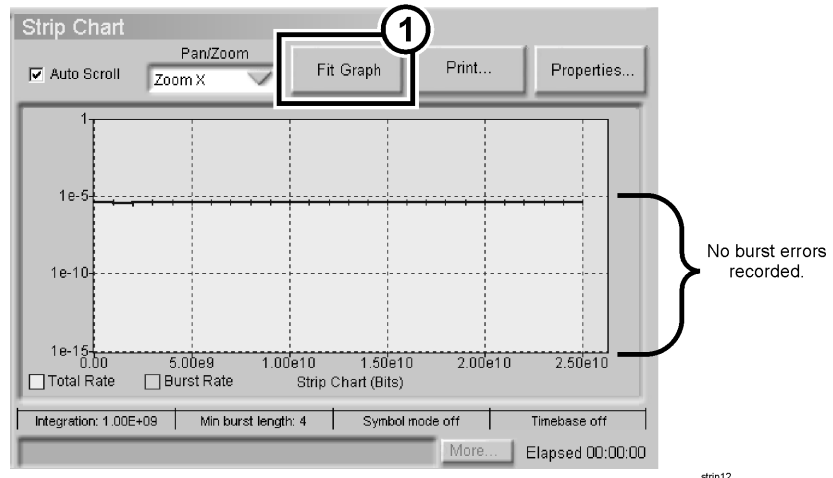 Strip Chart
1
Pan/Zoom
Auto Scroll
Zoom X
Fit Graph
Print...
Properties...
1
1e-5
1e-10
1e-15
0.00 5.00e9 1.00e10 1.50e10 2.00e10 2.50e10
Total Rate Burst Rate Strip Chart (Bits)
No burst errors
recorded.
Integration: 1.00E+09 Min burst length: 4 Symbol mode off Timebase off
More... Elapsed 00:00:00
strip12